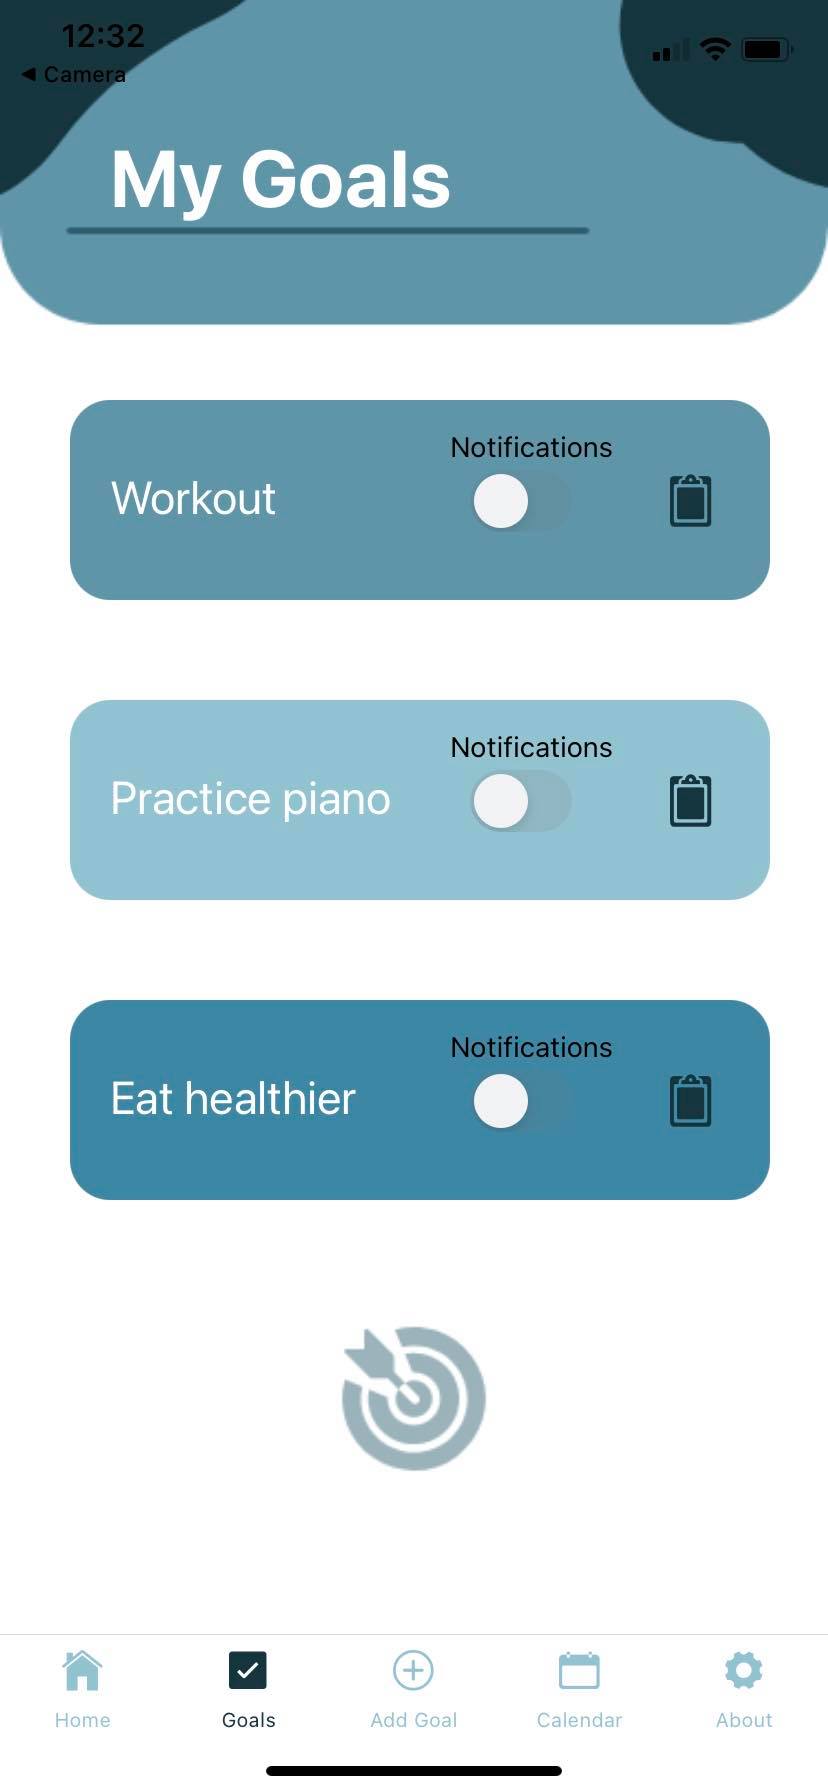 12:32
◀ Camera
My Goals
Notifications
Workout
Notifications
Practice piano
Notifications
Eat healthier
Home
Goals
Add Goal
Calendar
About